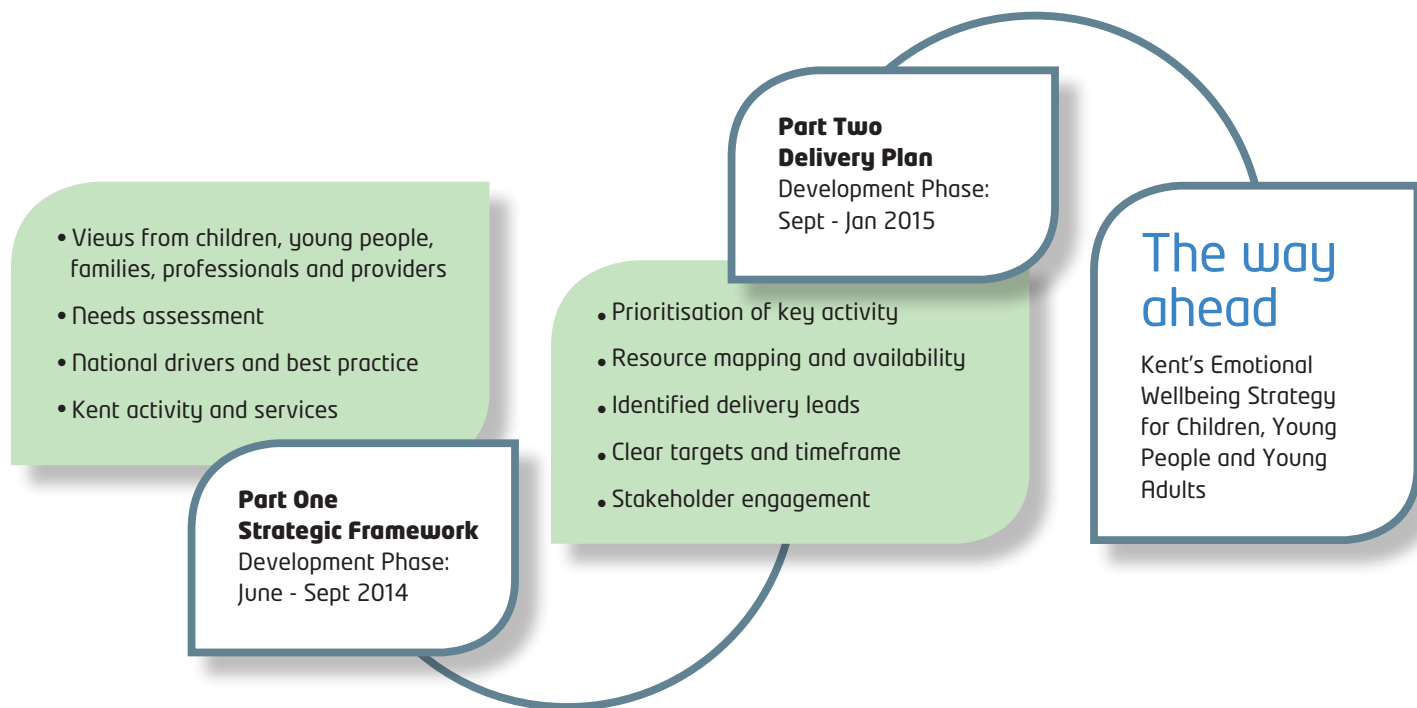 • Views from children, young people,
families, professionals and providers
• Needs assessment
• National drivers and best practice
• Kent activity and services
Part One
Strategic Framework
Development Phase:
June - Sept 2014
Part Two
Delivery Plan
Development Phase:
Sept - Jan 2015
• Prioritisation of key activity
• Resource mapping and availability
• Identified delivery leads
• Clear targets and timeframe
• Stakeholder engagement
The way
ahead
Kent's Emotional
Wellbeing Strategy
for Children, Young
People and Young
Adults